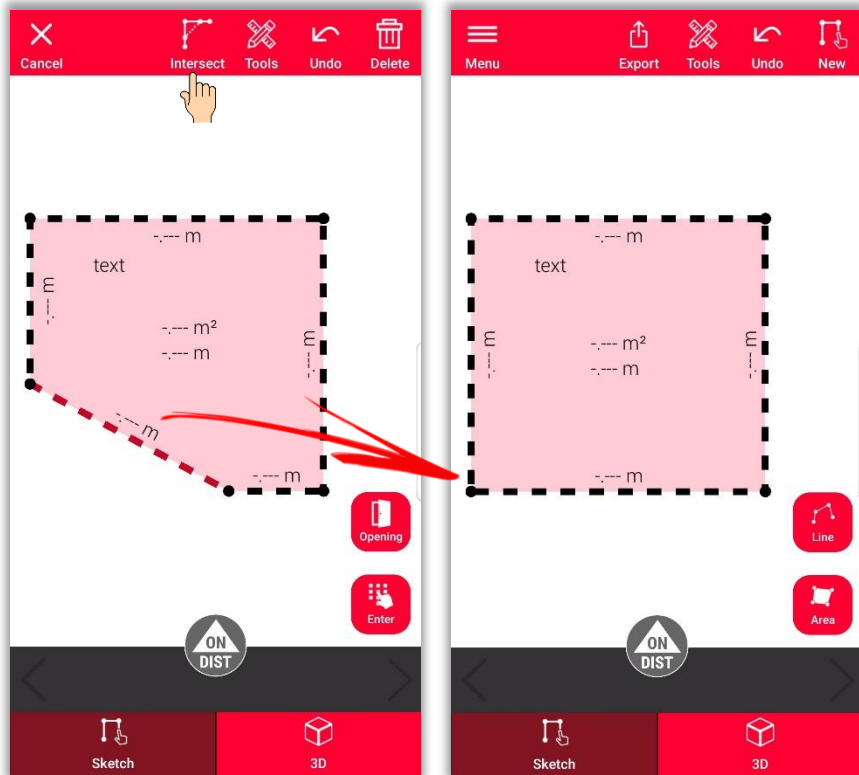 Cancel
Intersect
Tools
Undo
Delete
-.--- m
text
-.--- m
-.--- m²
-.--- m
-.--- m
-.--- m
-.--- m
Opening
Enter
ON
DIST
Sketch
3D
Menu
Export
Tools
Undo
New
-.--- m
text
-.--- m
-.--- m²
-.--- m
-.--- m
-.--- m
Line
Area
ON
DIST
Sketch
3D